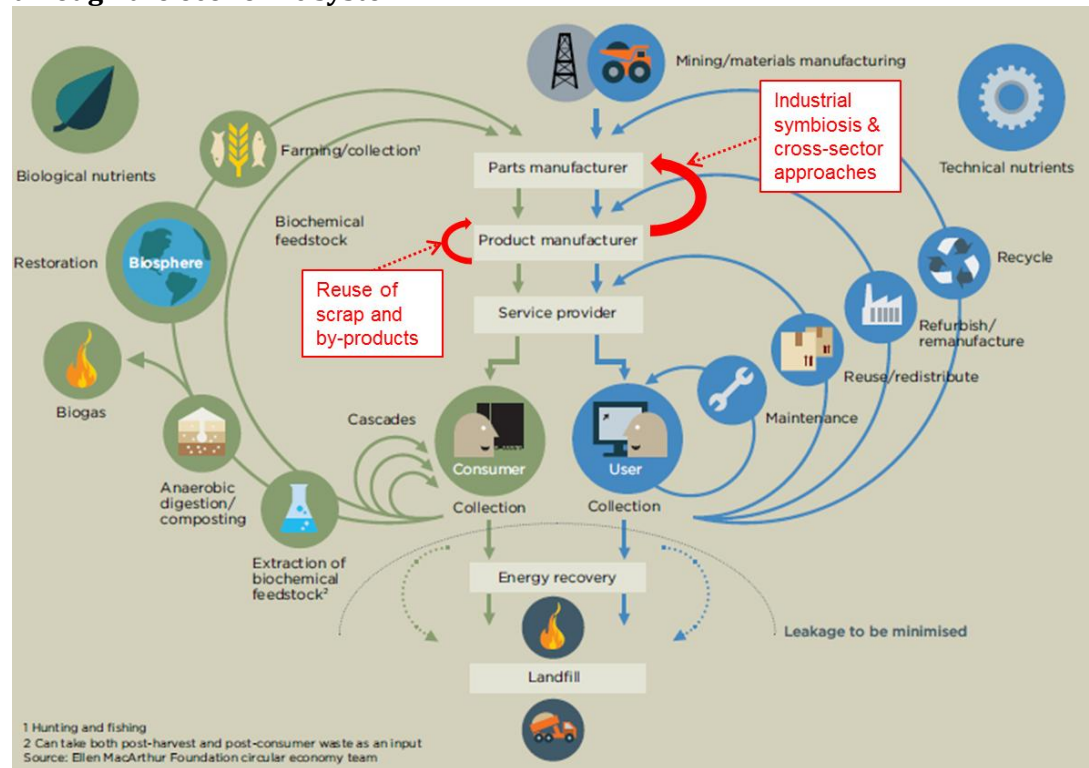 Mining/materials manufacturing
Industrial
symbiosis &
cross-sector
approaches
Biological nutrients
Farming/collection¹
Parts manufacturer
Technical nutrients
Biochemical
feedstock
Restoration
Biosphere
Product manufacturer
Recycle
Reuse of
scrap and
by-products
Service provider
Refurbish/
remanufacture
Biogas
Reuse/redistribute
Cascades
Maintenance
Consumer
User
Anaerobic
digestion/
composting
Collection
Collection
Extraction of
biochemical
feedstock²
Energy recovery
Leakage to be minimised
Landfill
1 Hunting and fishing
2 Can take both post-harvest and post-consumer waste as an input
Source: Ellen MacArthur Foundation circular economy team